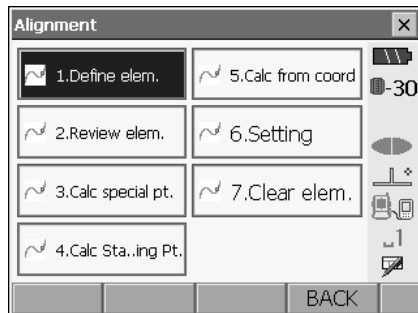 Alignment
1.Define elem.
2.Review elem.
3.Calc special pt.
4.Calc Sta..ing Pt.
5.Calc from coord
6.Setting
7.Clear elem.
-30
1
BACK